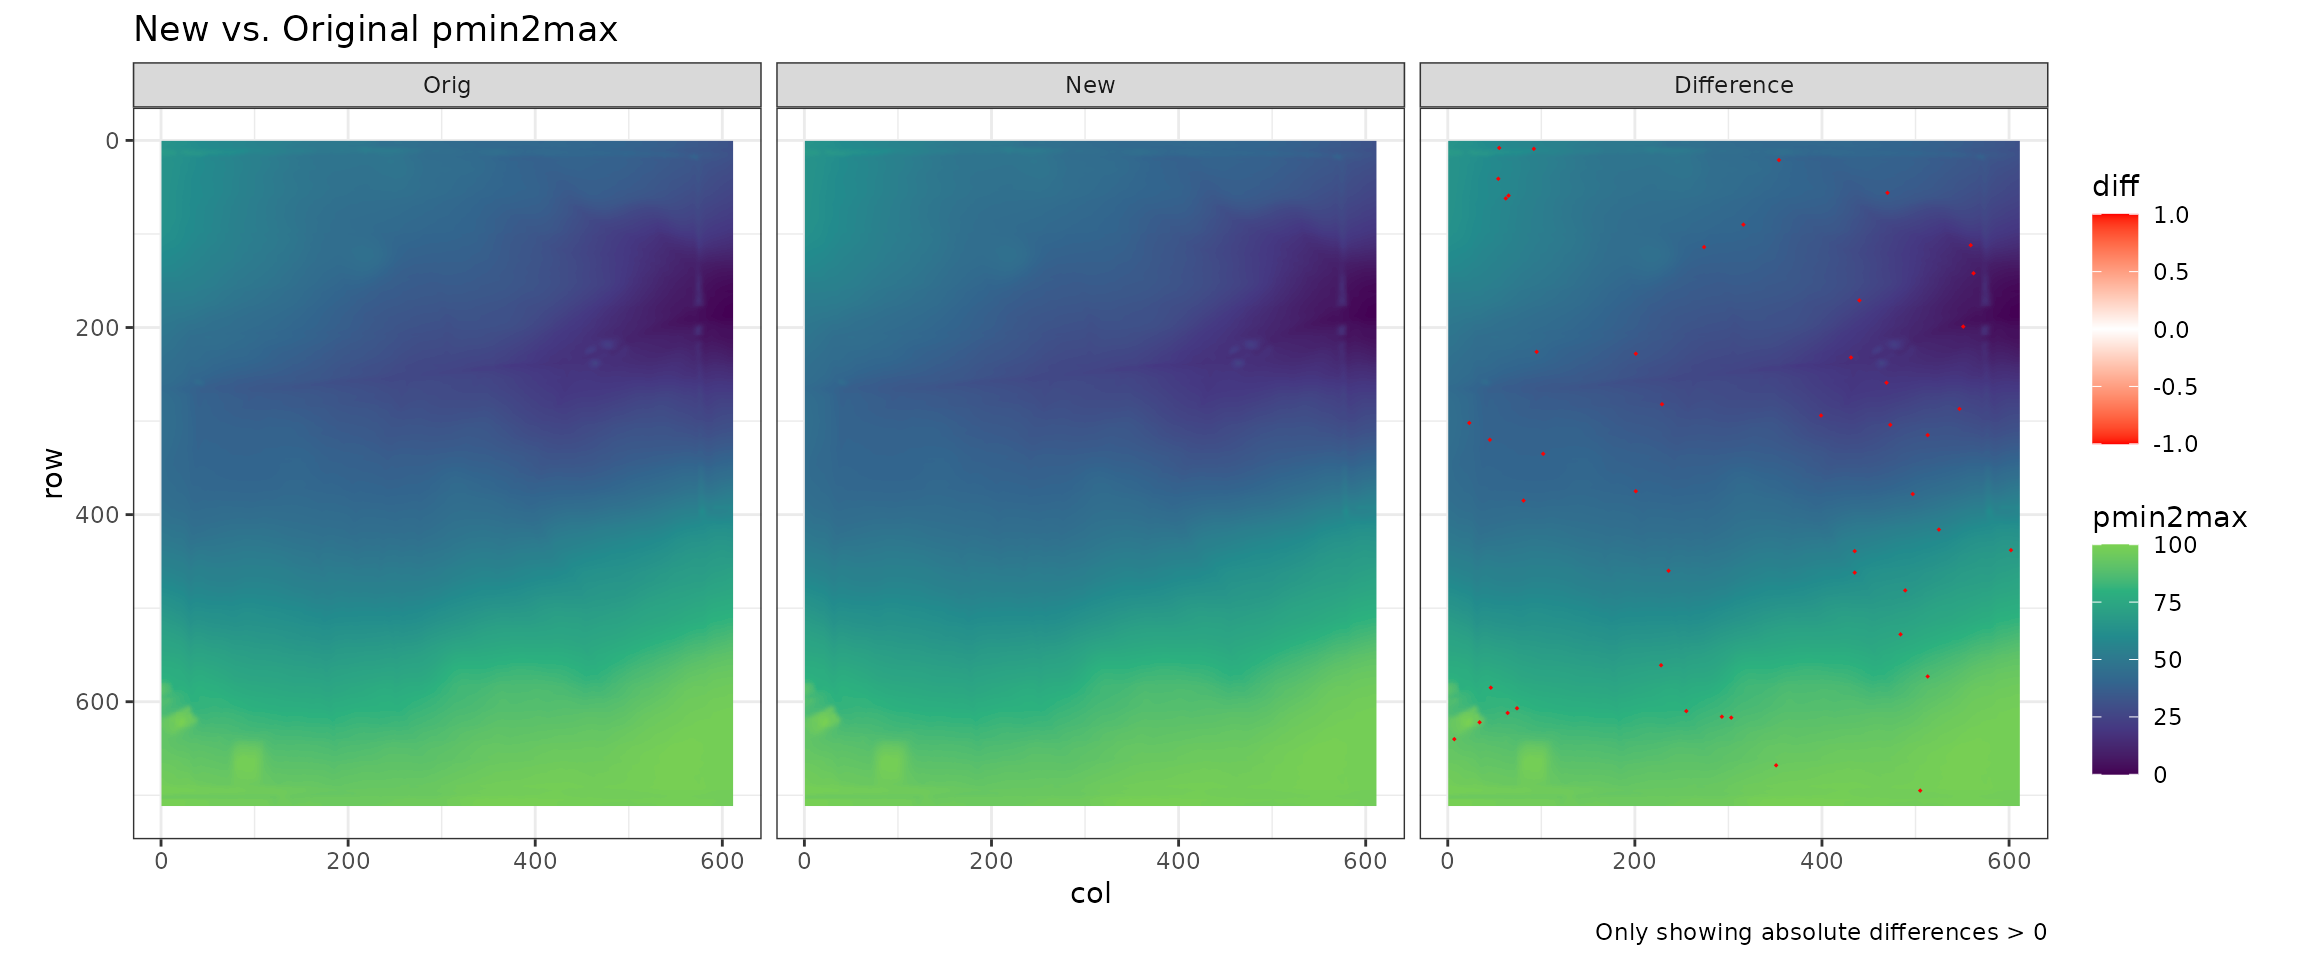 New vs. Original pmin2max
Orig
New
Difference
0
200
400
600
row
0
200
400
600
0
200
400
600
0
200
400
600
col
diff
1.0
0.5
0.0
-0.5
-1.0
pmin2max
100
75
50
25
0
Only showing absolute differences > 0